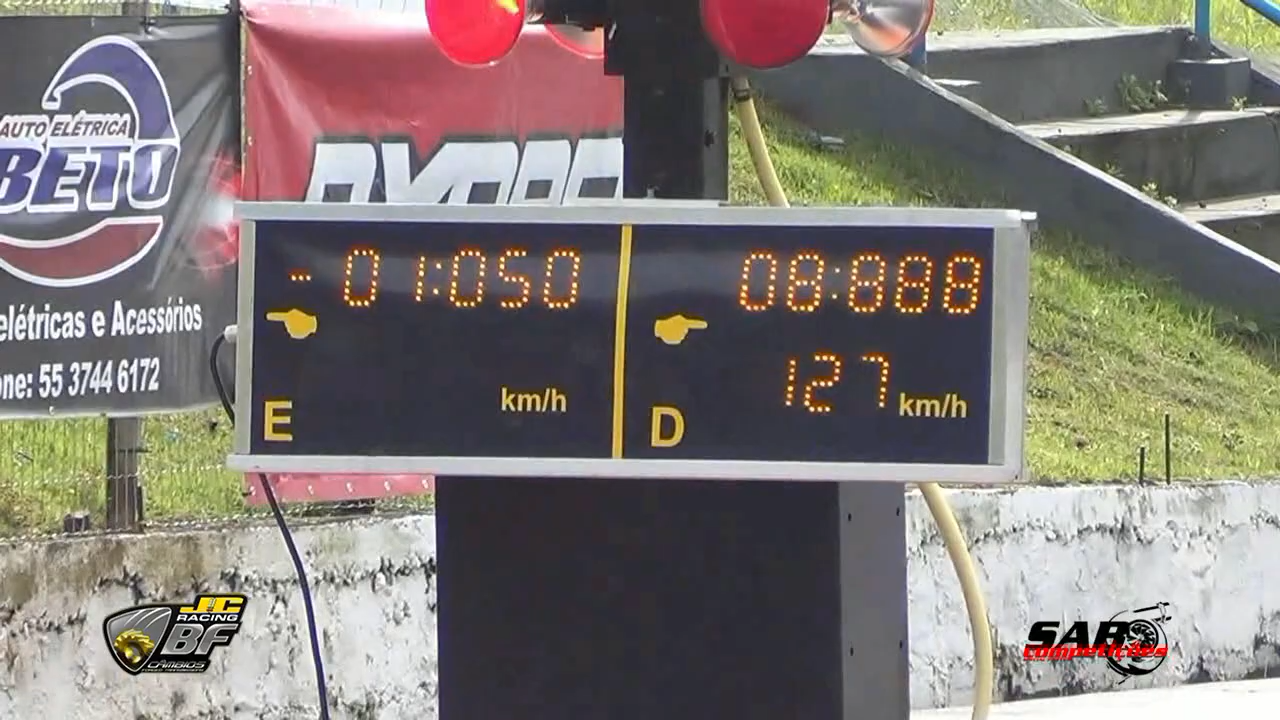 AUTO ELÉTRICA
BETO
elétricas e Acessórios
one: 55 3744 6172
- 01:050
08:888
127
km/h
km/h
E
D
JC
RACING
BF
CÂMBIOS
SAR
competições